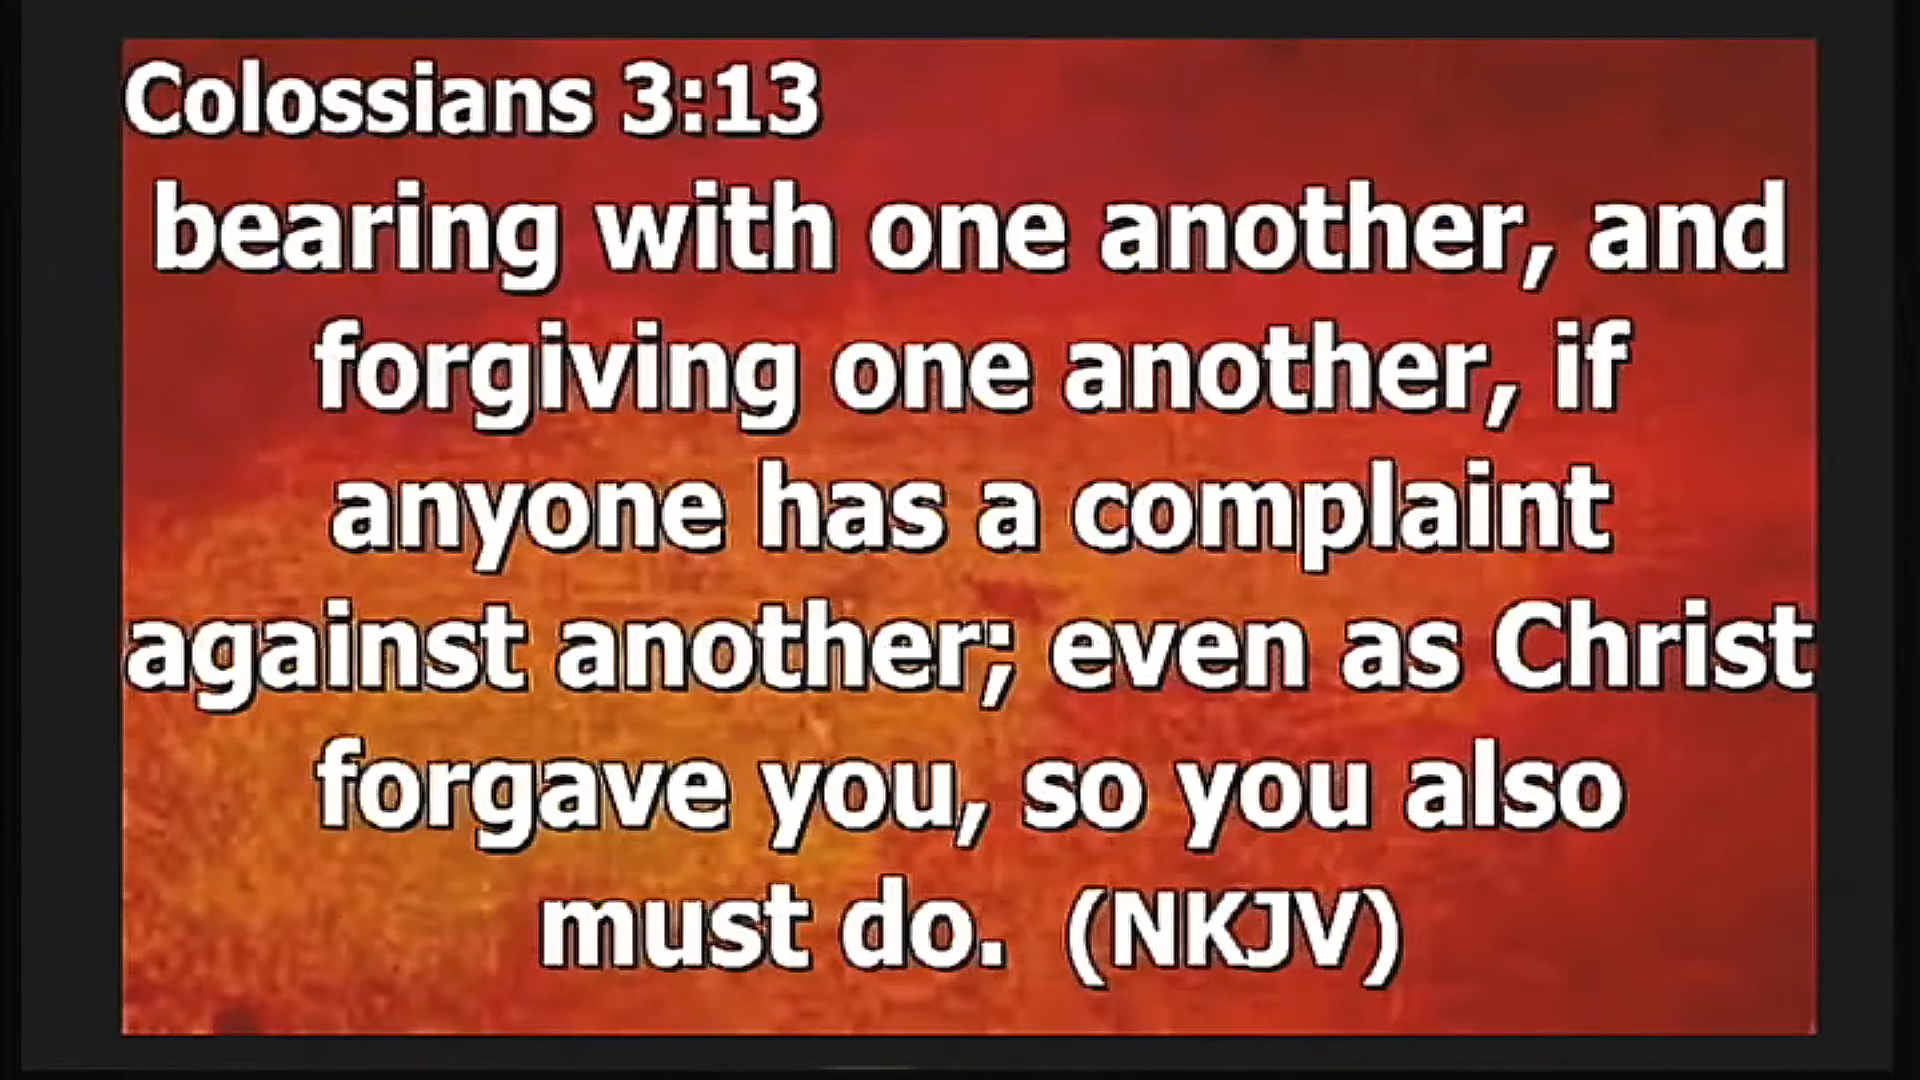 Colossians 3:13
bearing with one another, and
forgiving one another, if
anyone has a complaint
against another; even as Christ
forgave you, so you also
must do. (NKJV)